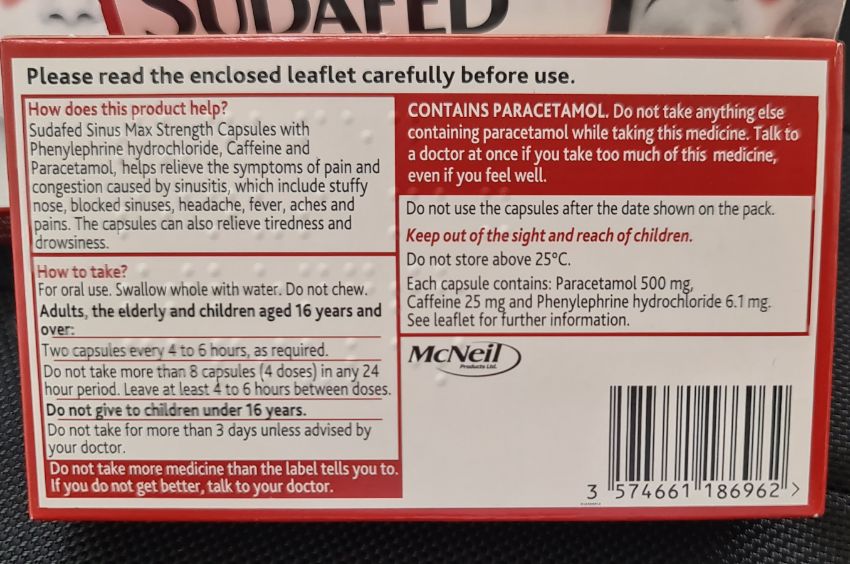 SUDAFED
Please read the enclosed leaflet carefully before use.
How does this product help?
Sudafed Sinus Max Strength Capsules with
Phenylephrine hydrochloride, Caffeine and
Paracetamol, helps relieve the symptoms of pain and
congestion caused by sinusitis, which include stuffy
nose, blocked sinuses, headache, fever, aches and
pains. The capsules can also relieve tiredness and
drowsiness.
How to take?
For oral use. Swallow whole with water. Do not chew.
Adults, the elderly and children aged 16 years and
over:
Two capsules every 4 to 6 hours, as required.
Do not take more than 8 capsules (4 doses) in any 24
hour period. Leave at least 4 to 6 hours between doses.
Do not give to children under 16 years.
Do not take for more than 3 days unless advised by
your doctor.
Do not take more medicine than the label tells you to.
If you do not get better, talk to your doctor.
CONTAINS PARACETAMOL. Do not take anything else
containing paracetamol while taking this medicine. Talk to
a doctor at once if you take too much of this medicine,
even if you feel well.
Do not use the capsules after the date shown on the pack.
Keep out of the sight and reach of children.
Do not store above 25°C.
Each capsule contains: Paracetamol 500 mg,
Caffeine 25 mg and Phenylephrine hydrochloride 6.1 mg.
See leaflet for further information.
McNeil
Products Ltd.
3 574661 186962 >